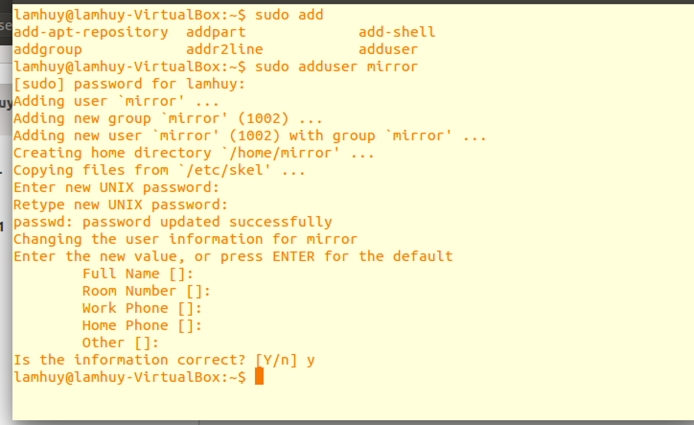 lamhuy@lamhuy-VirtualBox:~$ sudo add
add-apt-repository addpart add-shell
addgroup addr2line adduser
lamhuy@lamhuy-VirtualBox:~$ sudo adduser mirror
[sudo] password for lamhuy:
Adding user `mirror' ...
Adding new group `mirror' (1002) ...
Adding new user `mirror' (1002) with group `mirror' ...
Creating home directory `/home/mirror' ...
Copying files from `/etc/skel' ...
Enter new UNIX password:
Retype new UNIX password:
passwd: password updated successfully
Changing the user information for mirror
Enter the new value, or press ENTER for the default
Full Name []:
Room Number []:
Work Phone []:
Home Phone []:
Other []:
Is the information correct? [Y/n] y
lamhuy@lamhuy-VirtualBox:~$